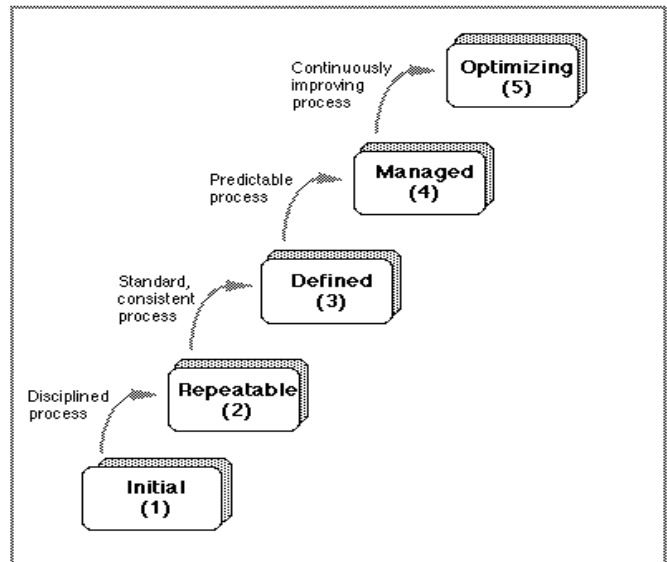 Continuously
improving
process
Optimizing
(5)
Predictable
process
Managed
(4)
Standard,
consistent
process
Defined
(3)
Disciplined
process
Repeatable
(2)
Initial
(1)